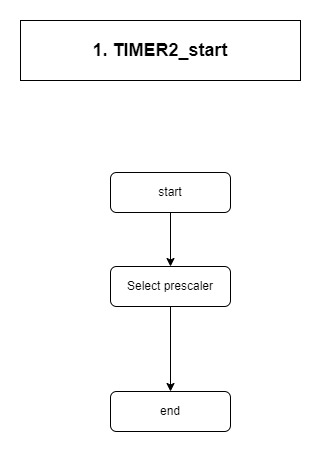 1. TIMER2_start
start
Select prescaler
end